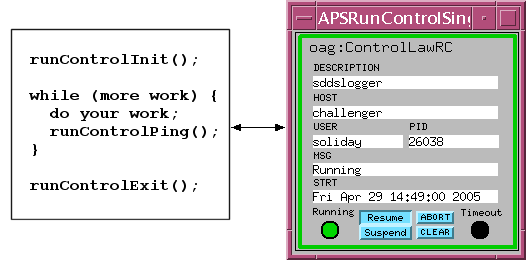 runControlInit();
while (more work) {
do your work;
runControlPing();
}
runControlExit();
APSRunControlSing
oag:ControlLawRC
DESCRIPTION
sddslogger
HOST
challenger
USER PID
soliday 26038
MSG
Running
STRT
Fri Apr 29 14:49:00 2005
Running Resume ABORT Timeout
Suspend CLEAR